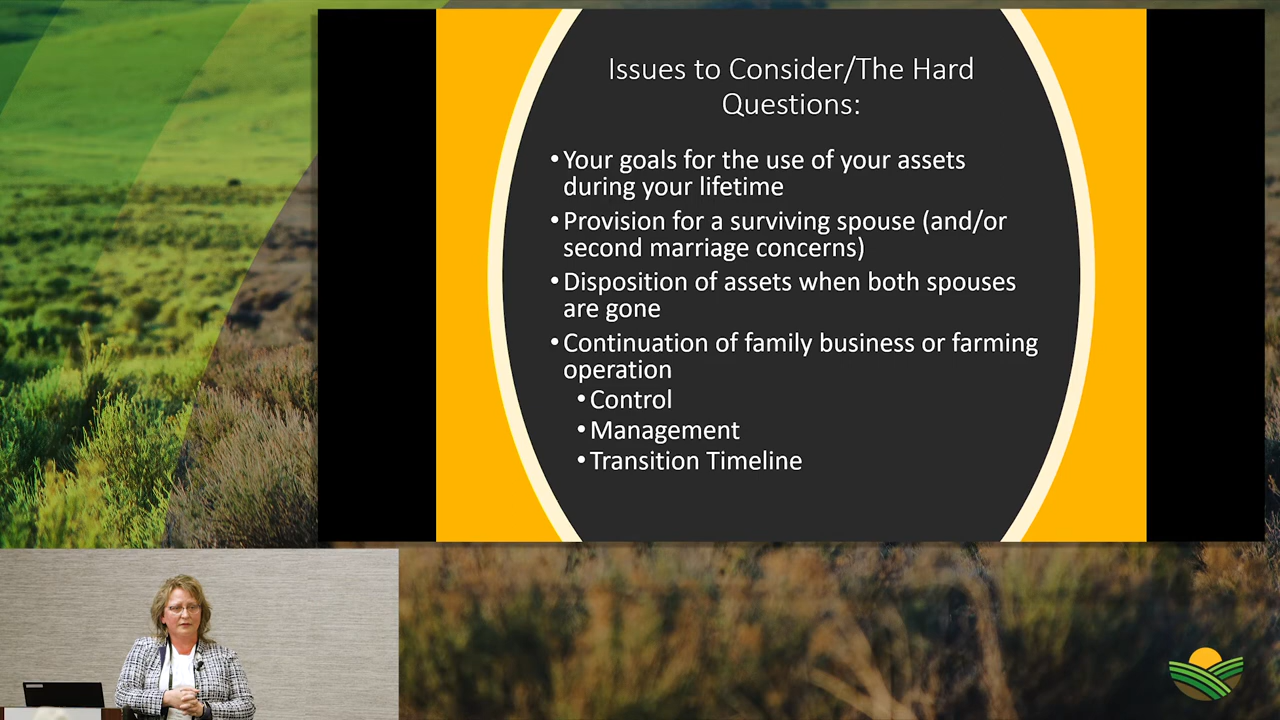 Issues to Consider/The Hard
Questions:
•Your goals for the use of your assets
during your lifetime
•Provision for a surviving spouse (and/or
second marriage concerns)
•Disposition of assets when both spouses
are gone
•Continuation of family business or farming
operation
•Control
•Management
•Transition Timeline